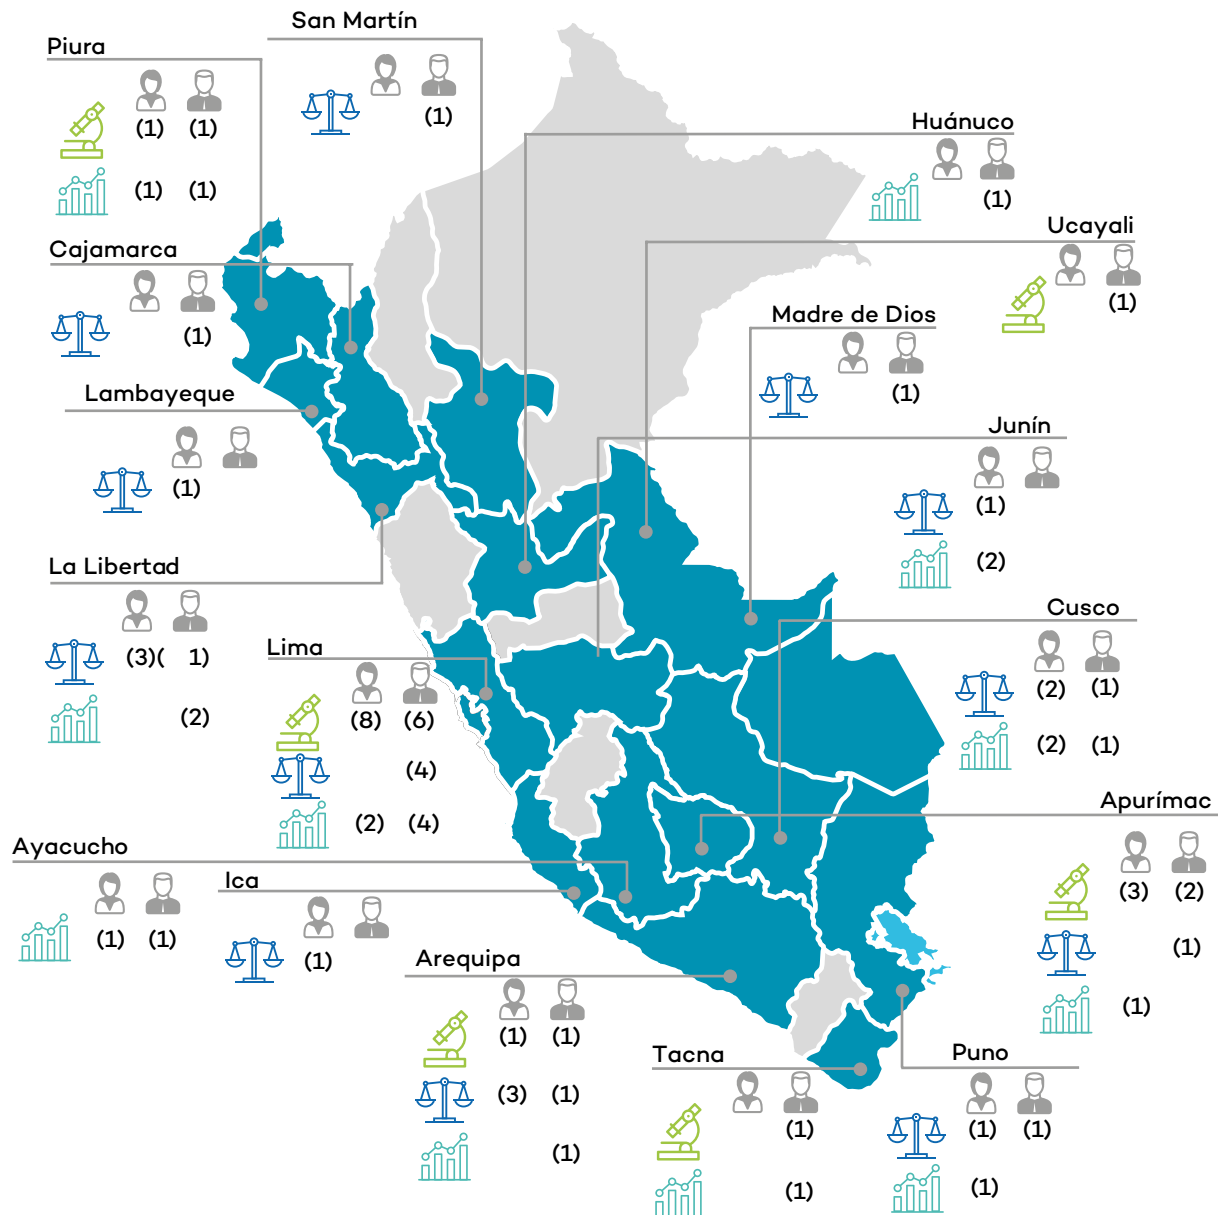 San Martín
(1)
Piura
(1) (1)
(1) (1)
Huánuco
(1)
Ucayali
(1)
Cajamarca
(1)
Madre de Dios
(1)
Lambayeque
(1)
Junín
(1)
(2)
La Libertad
(3)( 1)
(2)
Cusco
(2) (1)
(2) (1)
Lima
(8) (6)
(4)
(2) (4)
Apurímac
(3) (2)
(1)
(1)
Ayacucho
(1) (1)
Ica
(1)
Arequipa
(1) (1)
(3) (1)
(1)
Tacna
(1)
(1)
Puno
(1) (1)
(1)